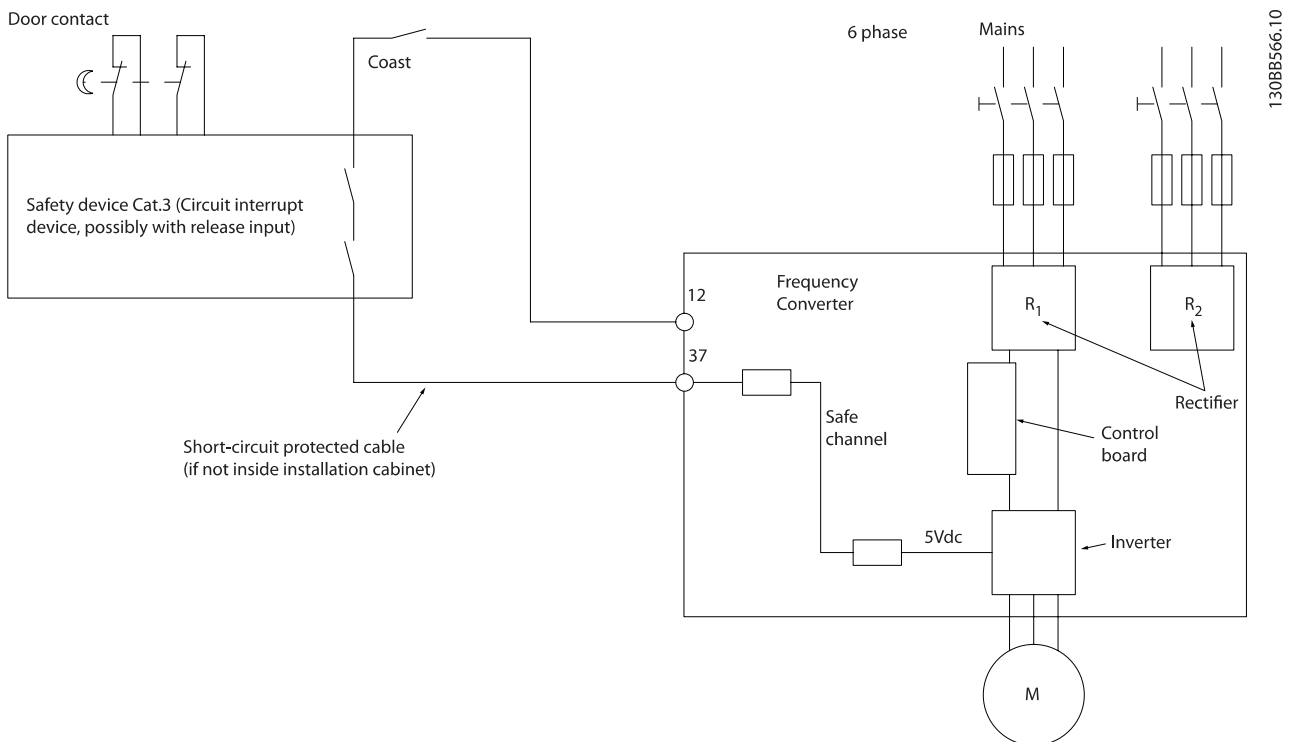 Door contact
Coast
6 phase
Mains
130BB566.10
Safety device Cat.3 (Circuit interrupt
device, possibly with release input)
12
Frequency
Converter
R1
R2
37
Rectifier
Safe
channel
Control
board
Short-circuit protected cable
(if not inside installation cabinet)
5Vdc
Inverter
M